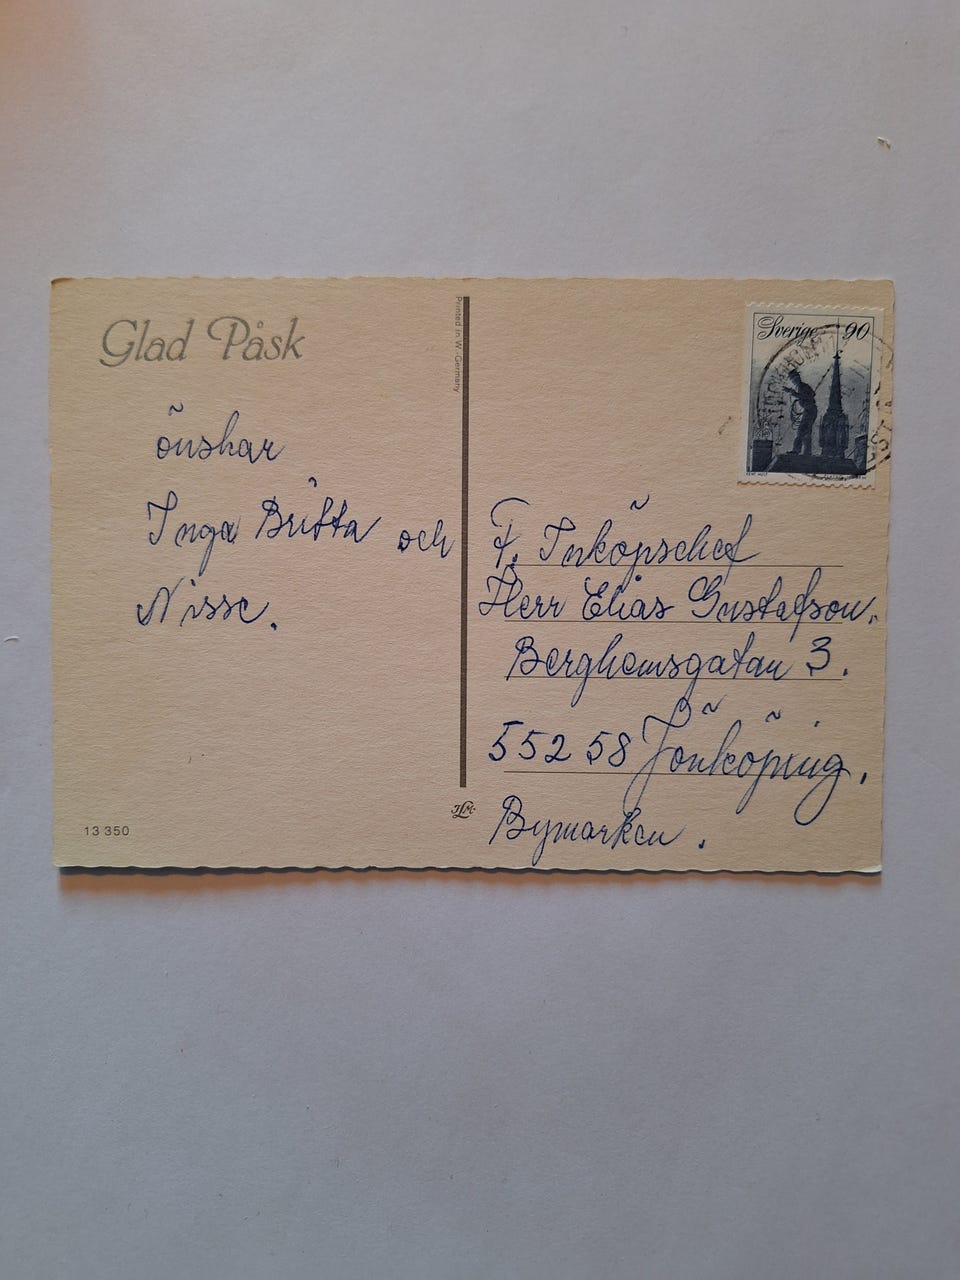 Glad Påsk
önskar
Inga Britta och
Nisse.
13 350
Printed in W.-Germany
Sverige 90
F. Inköpschef
Herr Elias Gustafson.
Berghemsgatan 3.
552 58 Jönköping.
Bymarken.